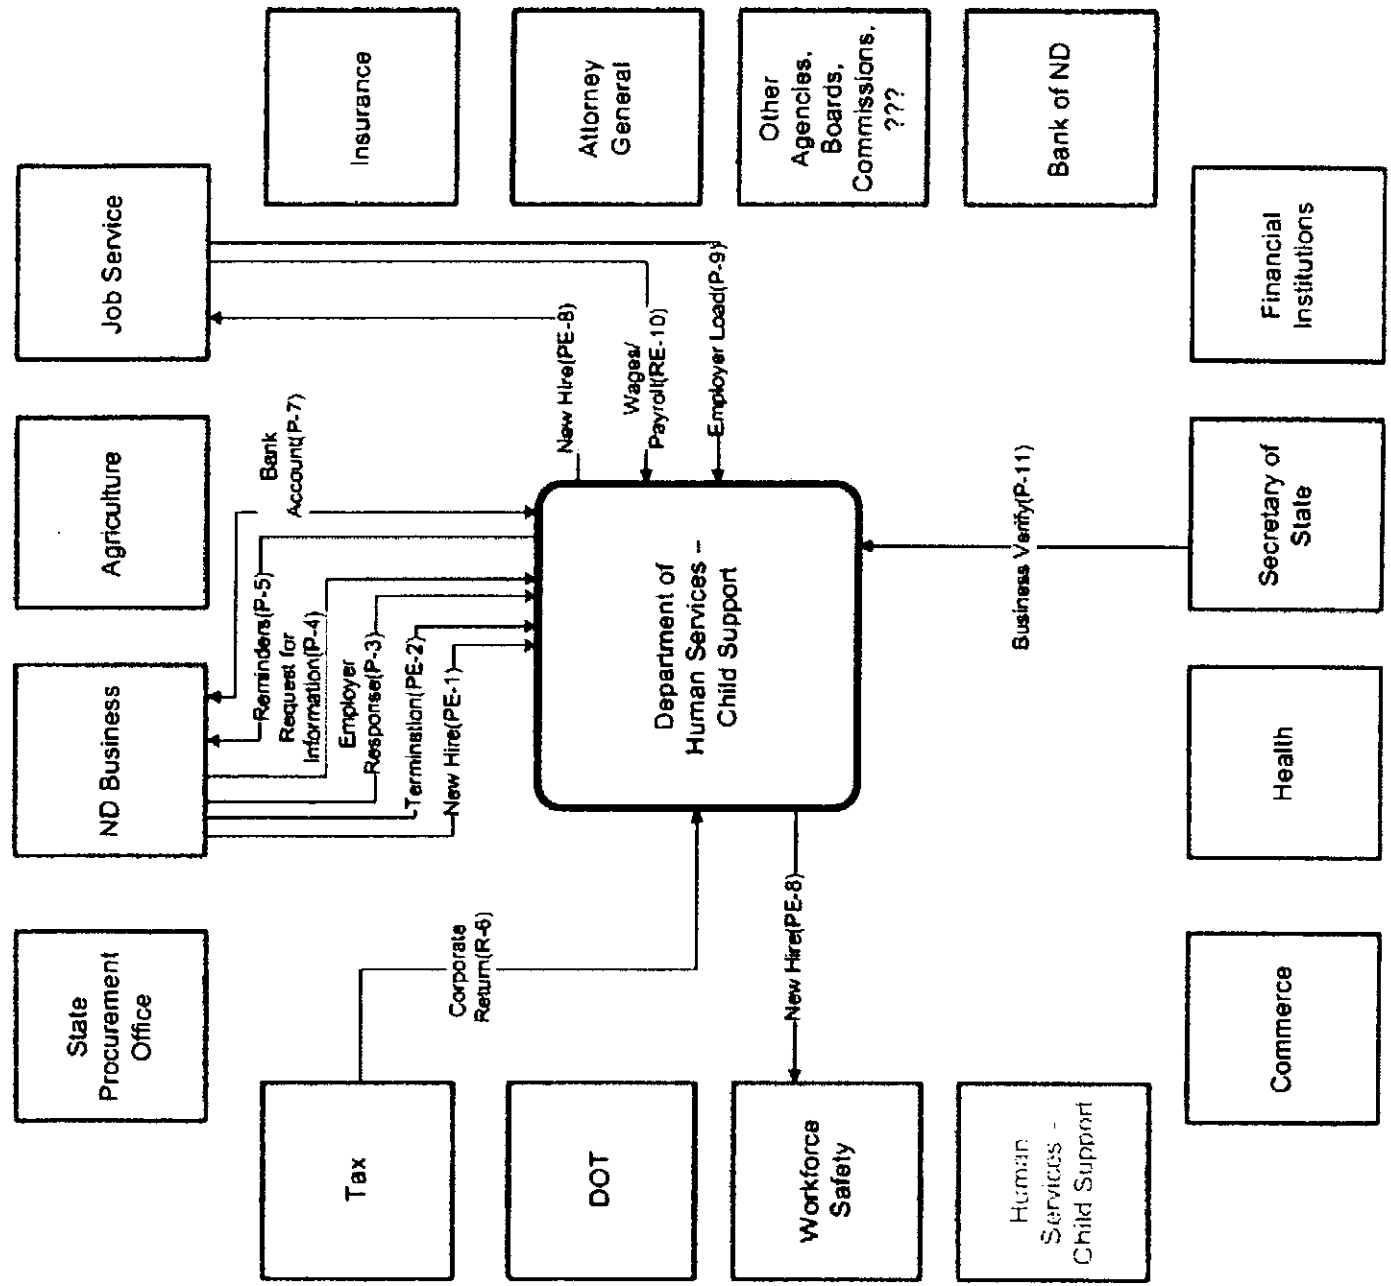 State
Procurement
Office
ND Business
Agriculture
Job Service
Tax
DOT
Workforce
Safety
Human
Services -
Child Support
Insurance
Attorney
General
Other
Agencies,
Boards,
Commissions,
???
Bank of ND
Commerce
Health
Secretary of
State
Financial
Institutions
Department of
Human Services –
Child Support
Corporate
Return(R-6)
New Hire(PE-8)
Reminders(P-5)
Request for
Information(P-4)
Employer
Response(P-3)
Termination(PE-2)
New Hire(PE-1)
Bank
Account(P-7)
New Hire(PE-8)
Wages/
Payroll(RE-10)
Employer Load(P-9)
Business Verify(P-11)